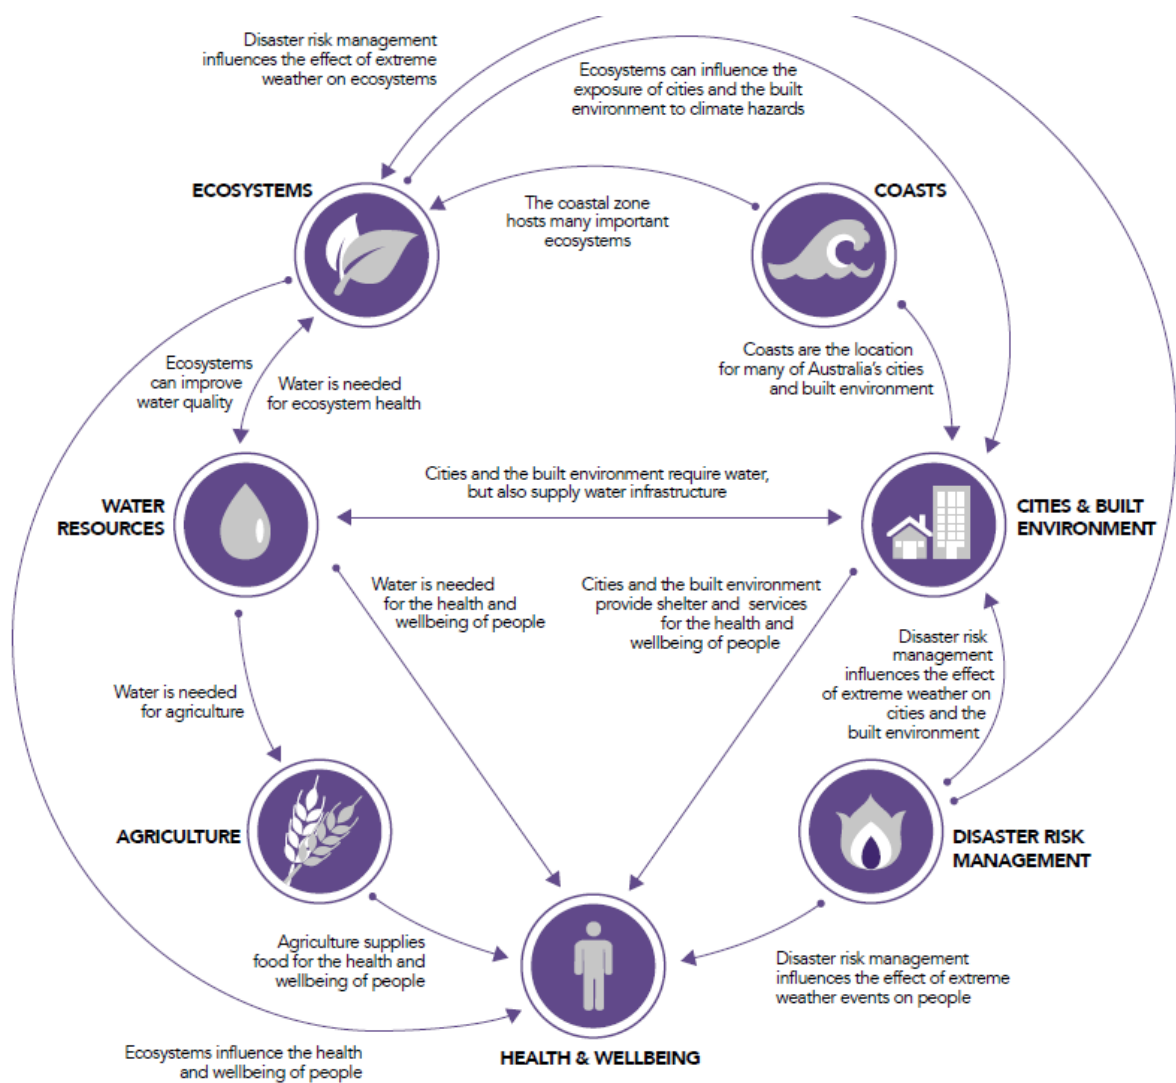 Disaster risk management
influences the effect of extreme
weather on ecosystems
Ecosystems can influence the
exposure of cities and the built
environment to climate hazards
ECOSYSTEMS
COASTS
The coastal zone
hosts many important
ecosystems
Coasts are the location
for many of Australia's cities
and built environment
Ecosystems
can improve
water quality
Water is needed
for ecosystem health
Cities and the built environment require water,
but also supply water infrastructure
WATER
RESOURCES
CITIES & BUILT
ENVIRONMENT
Water is needed
for the health and
wellbeing of people
Cities and the built environment
provide shelter and services
for the health and
wellbeing of people
Disaster risk
management
influences the effect
of extreme weather on
cities and the
built environment
Water is needed
for agriculture
AGRICULTURE
DISASTER RISK
MANAGEMENT
Agriculture supplies
food for the health and
wellbeing of people
Disaster risk management
influences the effect of extreme
weather events on people
Ecosystems influence the health
and wellbeing of people
HEALTH & WELLBEING